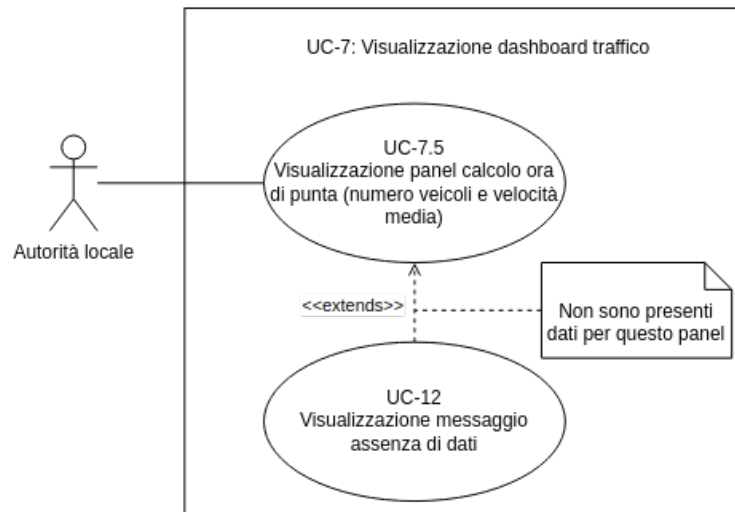 UC-7: Visualizzazione dashboard traffico
UC-7.5
Visualizzazione panel calcolo ora
di punta (numero veicoli e velocità
media)
Autorità locale
<<extends>>
Non sono presenti
dati per questo panel
UC-12
Visualizzazione messaggio
assenza di dati